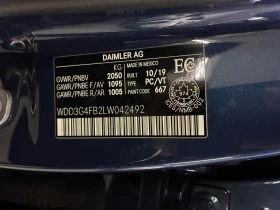 DAIMLER AG
KG
MADE IN MEXICO
EC
GVWR/PNBV 2050 10/19
GAWR/PNBE F/AV 1095 TYPE PC/VT
GAWR/PNBE R/AR 1005 PAINT CODE 667
WDD3G4FB2LW042492